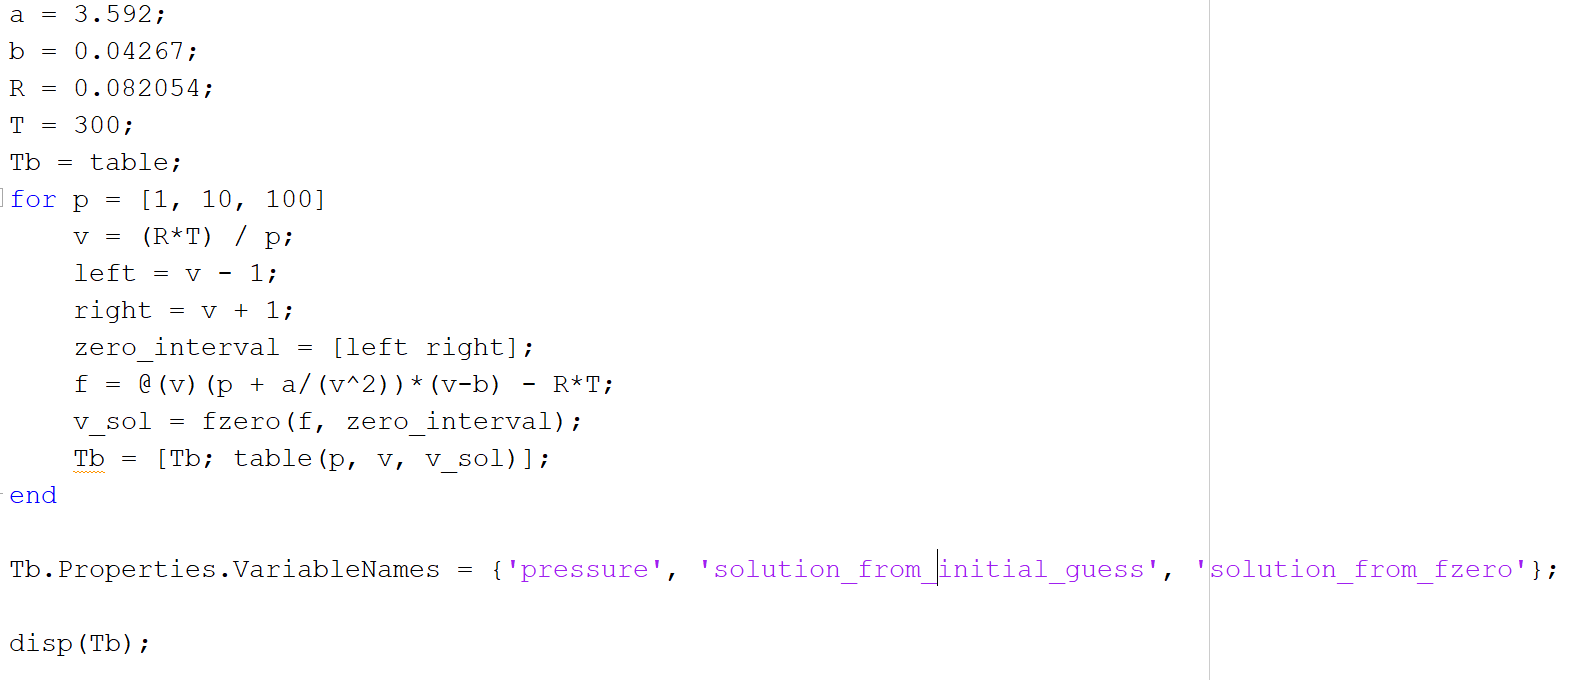 a = 3.592;
b = 0.04267;
R = 0.082054;
T = 300;
Tb = table;
for p = [1, 10, 100]
    v = (R*T) / p;
    left = v - 1;
    right = v + 1;
    zero_interval = [left right];
    f = @(v)(p + a/(v^2))*(v-b) - R*T;
    v_sol = fzero(f, zero_interval);
    Tb = [Tb; table(p, v, v_sol)];
end
Tb.Properties.VariableNames = {'pressure', 'solution_from_initial_guess', 'solution_from_fzero'};
disp(Tb);